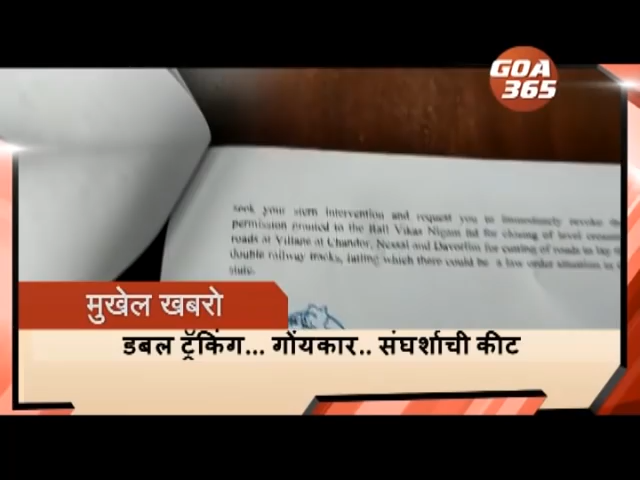 GOA
365
seek your stern intervention and request you to immediately revoke the
permission granted to the Rail Vikas Nigam ltd for closing of level crossing
roads at Village at Chandor, Nessai and Davorlim for cutting of roads to lay the
double railway tracks, failing which there could be a law order situation in
state.
मुखेल खबरो
डबल ट्रॅकिंग... गोंयकार.. संघर्शाची कीट